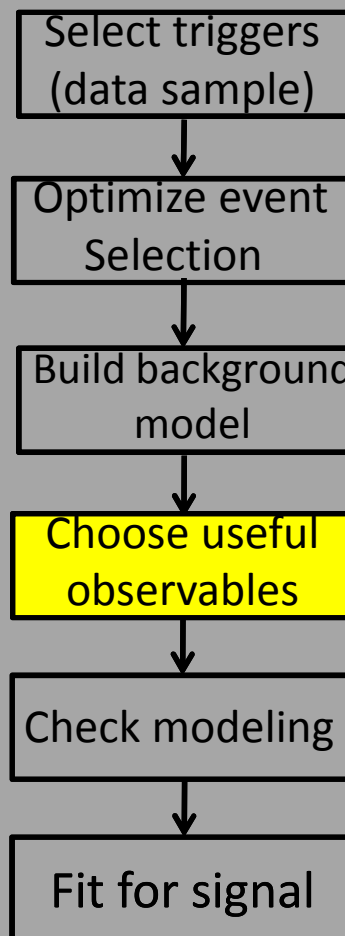 Select triggers
(data sample)
Optimize event
Selection
Build background
model
Choose useful
observables
Check modeling
Fit for signal